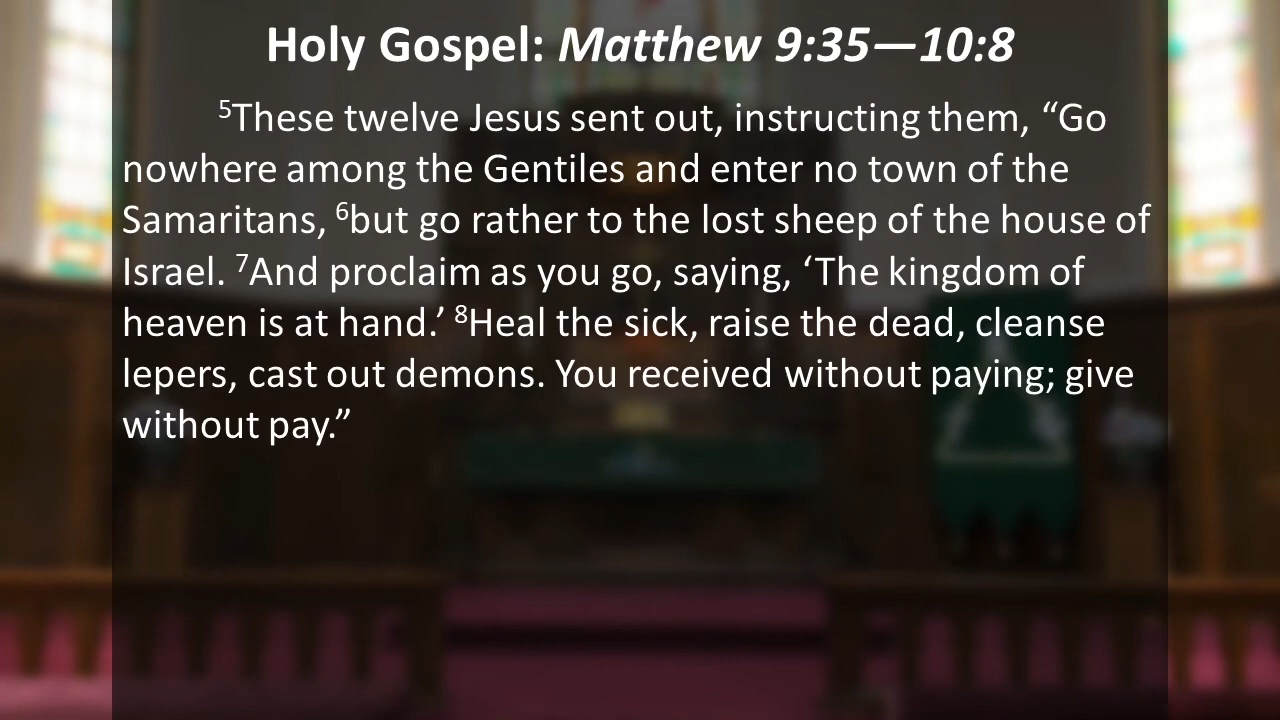 Holy Gospel: Matthew 9:35—10:8
⁵These twelve Jesus sent out, instructing them, “Go
nowhere among the Gentiles and enter no town of the
Samaritans, ⁶but go rather to the lost sheep of the house of
Israel. ⁷And proclaim as you go, saying, ‘The kingdom of
heaven is at hand.’ ⁸Heal the sick, raise the dead, cleanse
lepers, cast out demons. You received without paying; give
without pay.”